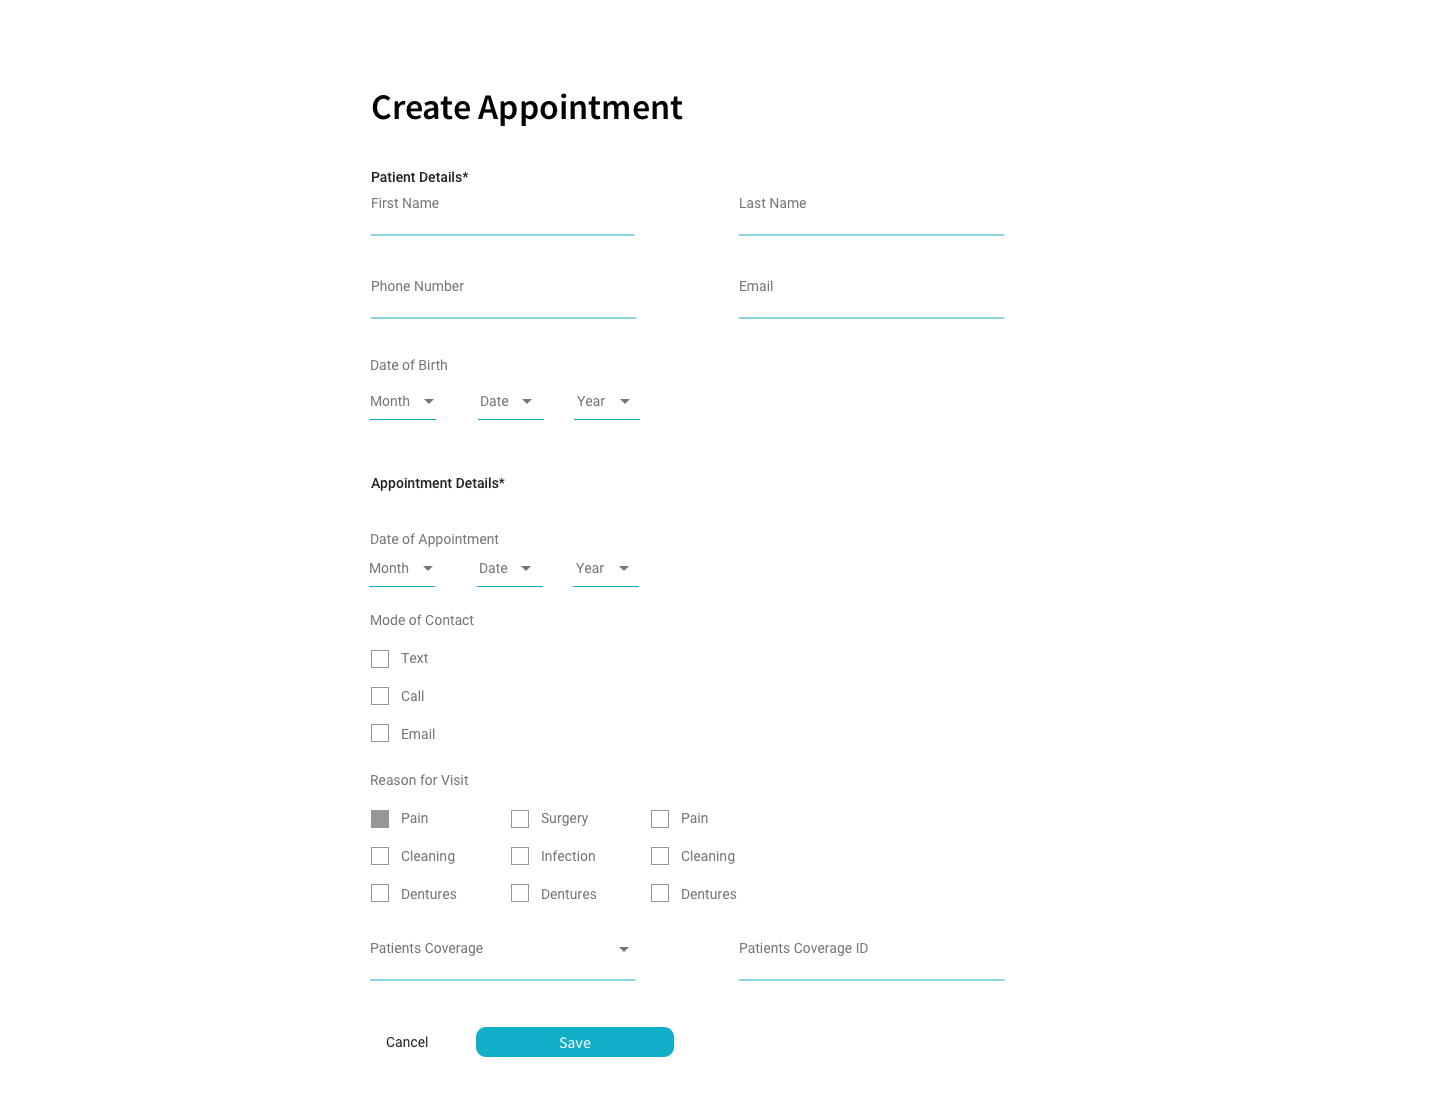 Create Appointment
Patient Details*
First Name Last Name
Phone Number Email
Date of Birth
Month Date Year
Appointment Details*
Date of Appointment
Month Date Year
Mode of Contact
Text
Call
Email
Reason for Visit
Pain Surgery Pain
Cleaning Infection Cleaning
Dentures Dentures Dentures
Patients Coverage Patients Coverage ID
Cancel Save